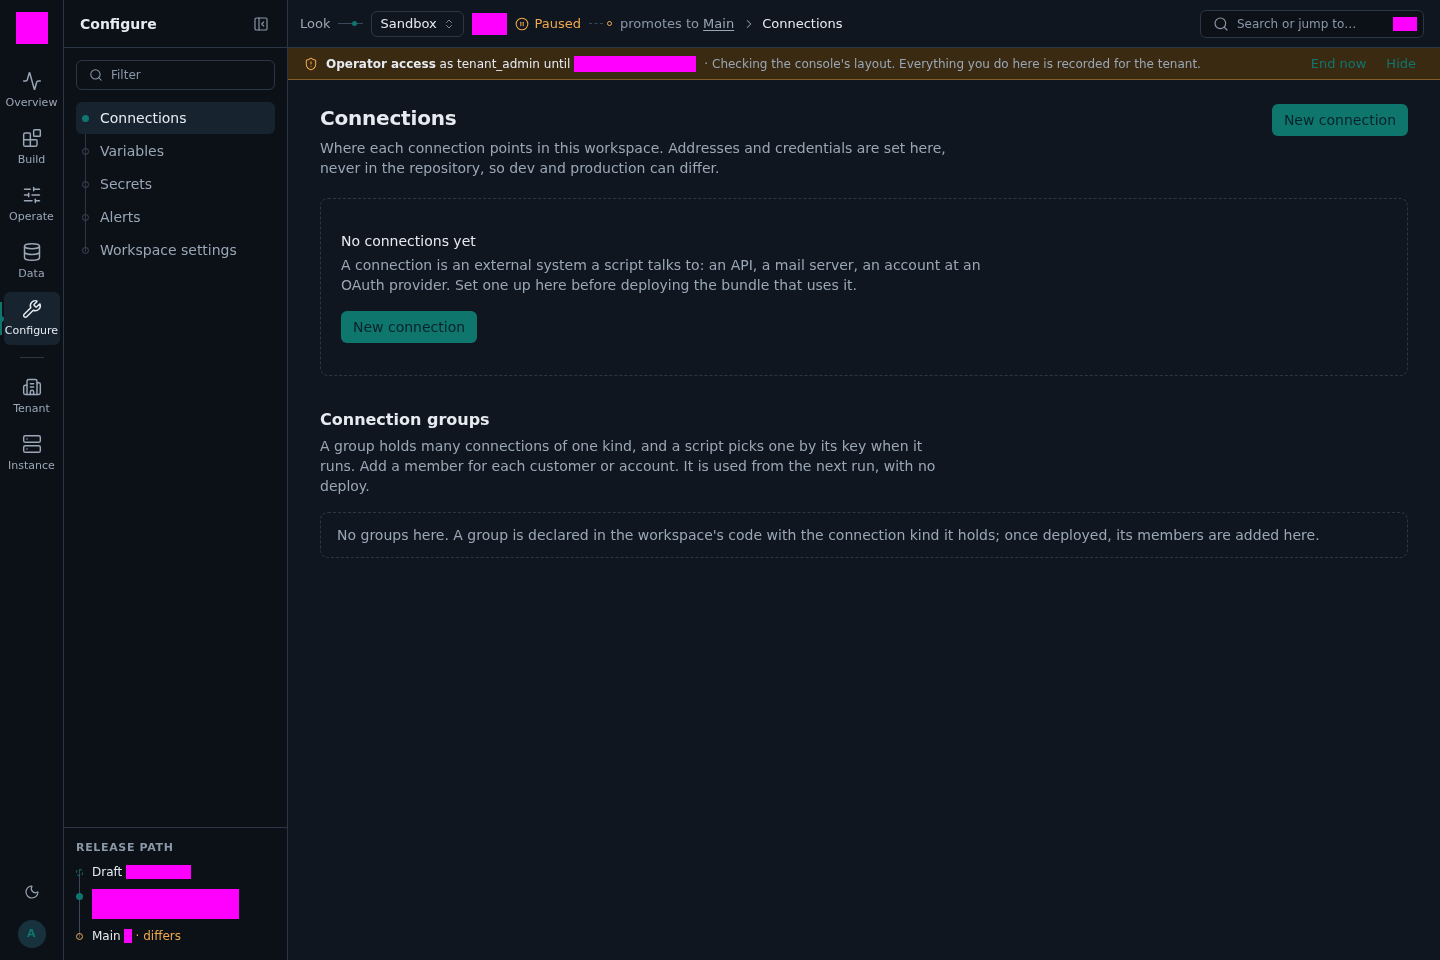 Configure
Look
Sandbox
Paused
promotes to Main
Connections
Search or jump to...
Operator access as tenant_admin until
· Checking the console's layout. Everything you do here is recorded for the tenant.
End now
Hide
Overview
Build
Operate
Data
Configure
Tenant
Instance
A
Filter
Connections
Variables
Secrets
Alerts
Workspace settings
RELEASE PATH
Draft
Main · differs
Connections
New connection
Where each connection points in this workspace. Addresses and credentials are set here,
never in the repository, so dev and production can differ.
No connections yet
A connection is an external system a script talks to: an API, a mail server, an account at an
OAuth provider. Set one up here before deploying the bundle that uses it.
New connection
Connection groups
A group holds many connections of one kind, and a script picks one by its key when it
runs. Add a member for each customer or account. It is used from the next run, with no
deploy.
No groups here. A group is declared in the workspace's code with the connection kind it holds; once deployed, its members are added here.